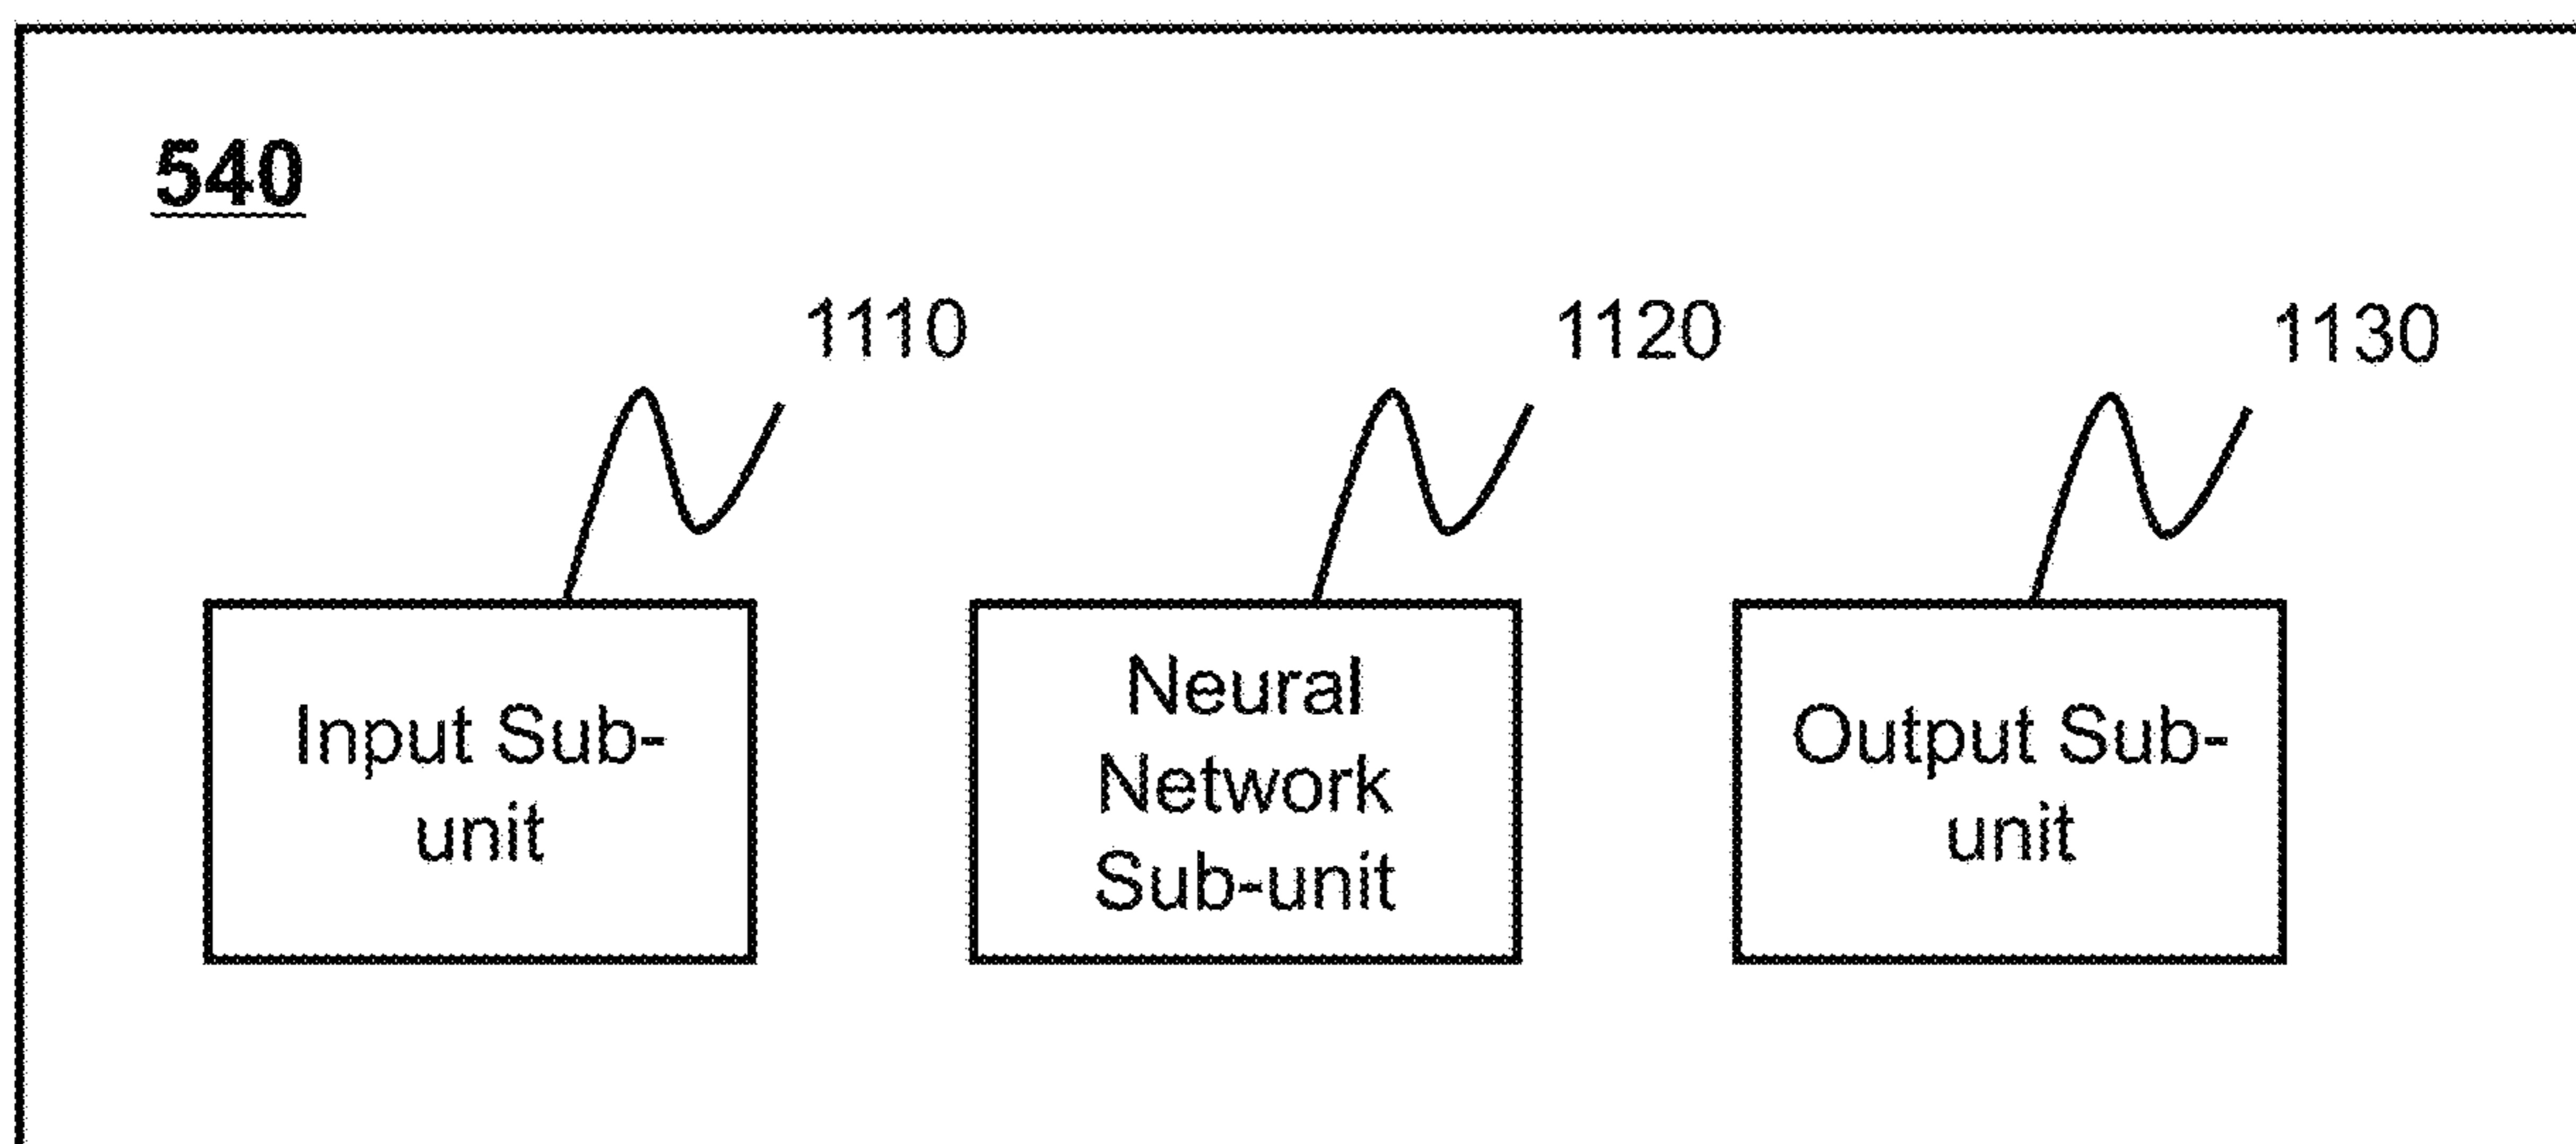 540
1110
1120
1130
Input Sub-
unit
Neural
Network
Sub-unit
Output Sub-
unit